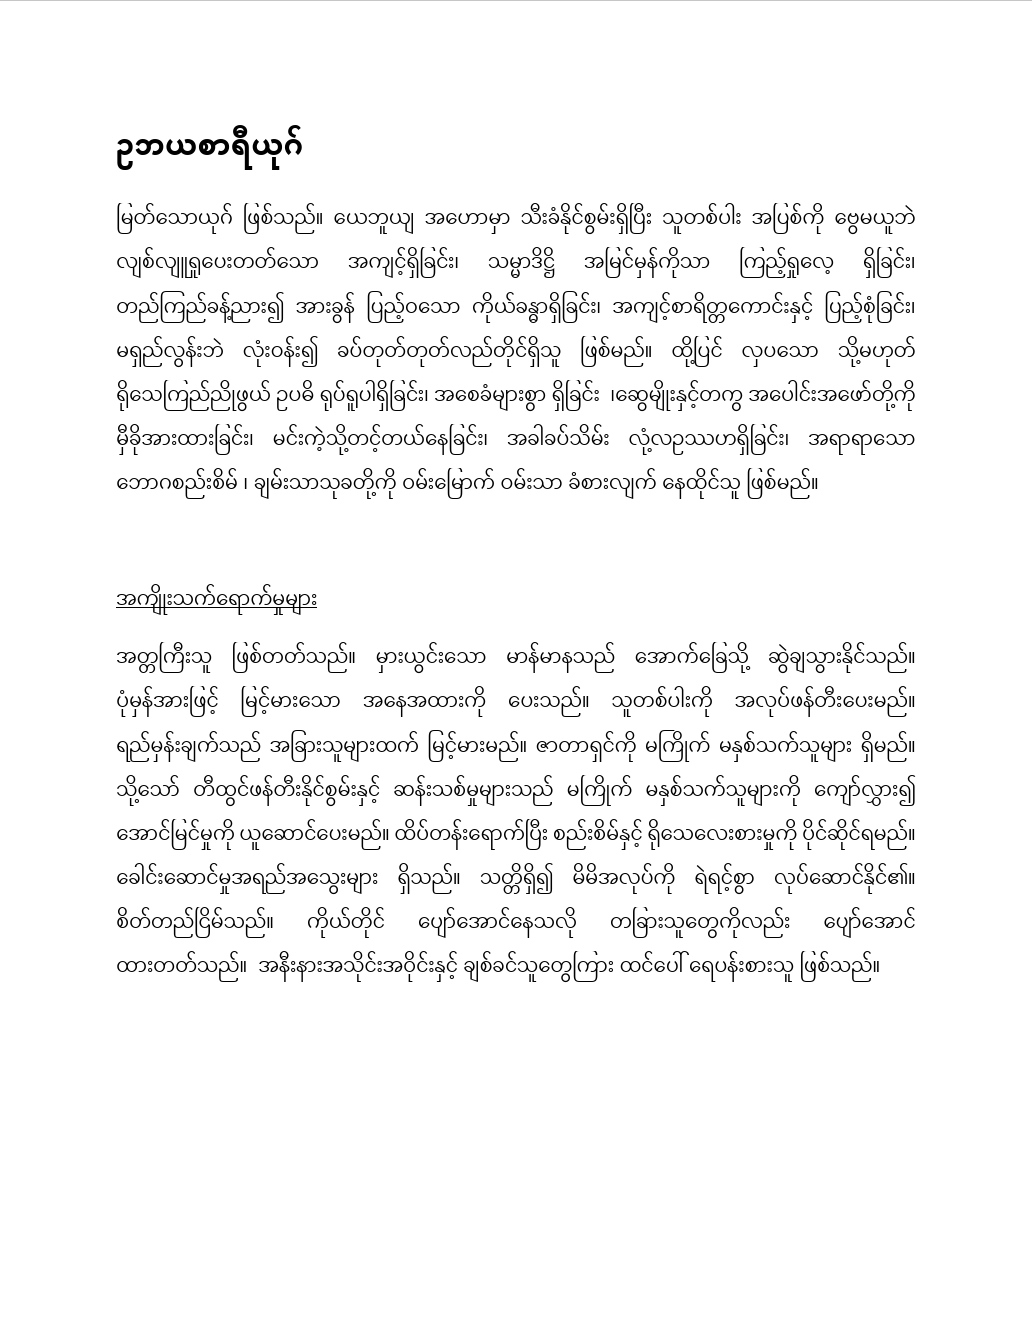 ဥဘယစာရီယုဂ်
မြတ်သောယုဂ် ဖြစ်သည်။ ယေဘူယျ အဟောမှာ သီးခံနိုင်စွမ်းရှိပြီး သူတစ်ပါး အပြစ်ကို ဗွေမယူဘဲ
လျစ်လျူရှုပေးတတ်သော အကျင့်ရှိခြင်း၊ သမ္မာဒိဋ္ဌိ အမြင်မှန်ကိုသာ ကြည့်ရှုလေ့ ရှိခြင်း၊
တည်ကြည်ခန့်ညား၍ အားခွန် ပြည့်ဝသော ကိုယ်ခန္ဓာရှိခြင်း၊ အကျင့်စာရိတ္တကောင်းနှင့် ပြည့်စုံခြင်း၊
မရှည်လွန်းဘဲ လုံးဝန်း၍ ခပ်တုတ်တုတ်လည်တိုင်ရှိသူ ဖြစ်မည်။ ထို့ပြင် လှပသော သို့မဟုတ်
ရိုသေကြည်ညိုဖွယ် ဥပဓိ ရုပ်ရူပါရှိခြင်း၊ အစေခံများစွာ ရှိခြင်း ၊ဆွေမျိုးနှင့်တကွ အပေါင်းအဖော်တို့ကို
မှီခိုအားထားခြင်း၊ မင်းကဲ့သို့တင့်တယ်နေခြင်း၊ အခါခပ်သိမ်း လုံ့လဥဿဟရှိခြင်း၊ အရာရာသော
ဘောဂစည်းစိမ် ၊ ချမ်းသာသုခတို့ကို ဝမ်းမြောက် ဝမ်းသာ ခံစားလျက် နေထိုင်သူ ဖြစ်မည်။
အကျိုးသက်ရောက်မှုများ
အတ္တကြီးသူ ဖြစ်တတ်သည်။ မှားယွင်းသော မာန်မာနသည် အောက်ခြေသို့ ဆွဲချသွားနိုင်သည်။
ပုံမှန်အားဖြင့် မြင့်မားသော အနေအထားကို ပေးသည်။ သူတစ်ပါးကို အလုပ်ဖန်တီးပေးမည်။
ရည်မှန်းချက်သည် အခြားသူများထက် မြင့်မားမည်။ ဇာတာရှင်ကို မကြိုက် မနှစ်သက်သူများ ရှိမည်။
သို့သော် တီထွင်ဖန်တီးနိုင်စွမ်းနှင့် ဆန်းသစ်မှုများသည် မကြိုက် မနှစ်သက်သူများကို ကျော်လွှား၍
အောင်မြင်မှုကို ယူဆောင်ပေးမည်။ ထိပ်တန်းရောက်ပြီး စည်းစိမ်နှင့် ရိုသေလေးစားမှုကို ပိုင်ဆိုင်ရမည်။
ခေါင်းဆောင်မှုအရည်အသွေးများ ရှိသည်။ သတ္တိရှိ၍ မိမိအလုပ်ကို ရဲရင့်စွာ လုပ်ဆောင်နိုင်၏။
စိတ်တည်ငြိမ်သည်။ ကိုယ်တိုင် ပျော်အောင်နေသလို တခြားသူတွေကိုလည်း ပျော်အောင်
ထားတတ်သည်။ အနီးနားအသိုင်းအဝိုင်းနှင့် ချစ်ခင်သူတွေကြား ထင်ပေါ် ရေပန်းစားသူ ဖြစ်သည်။